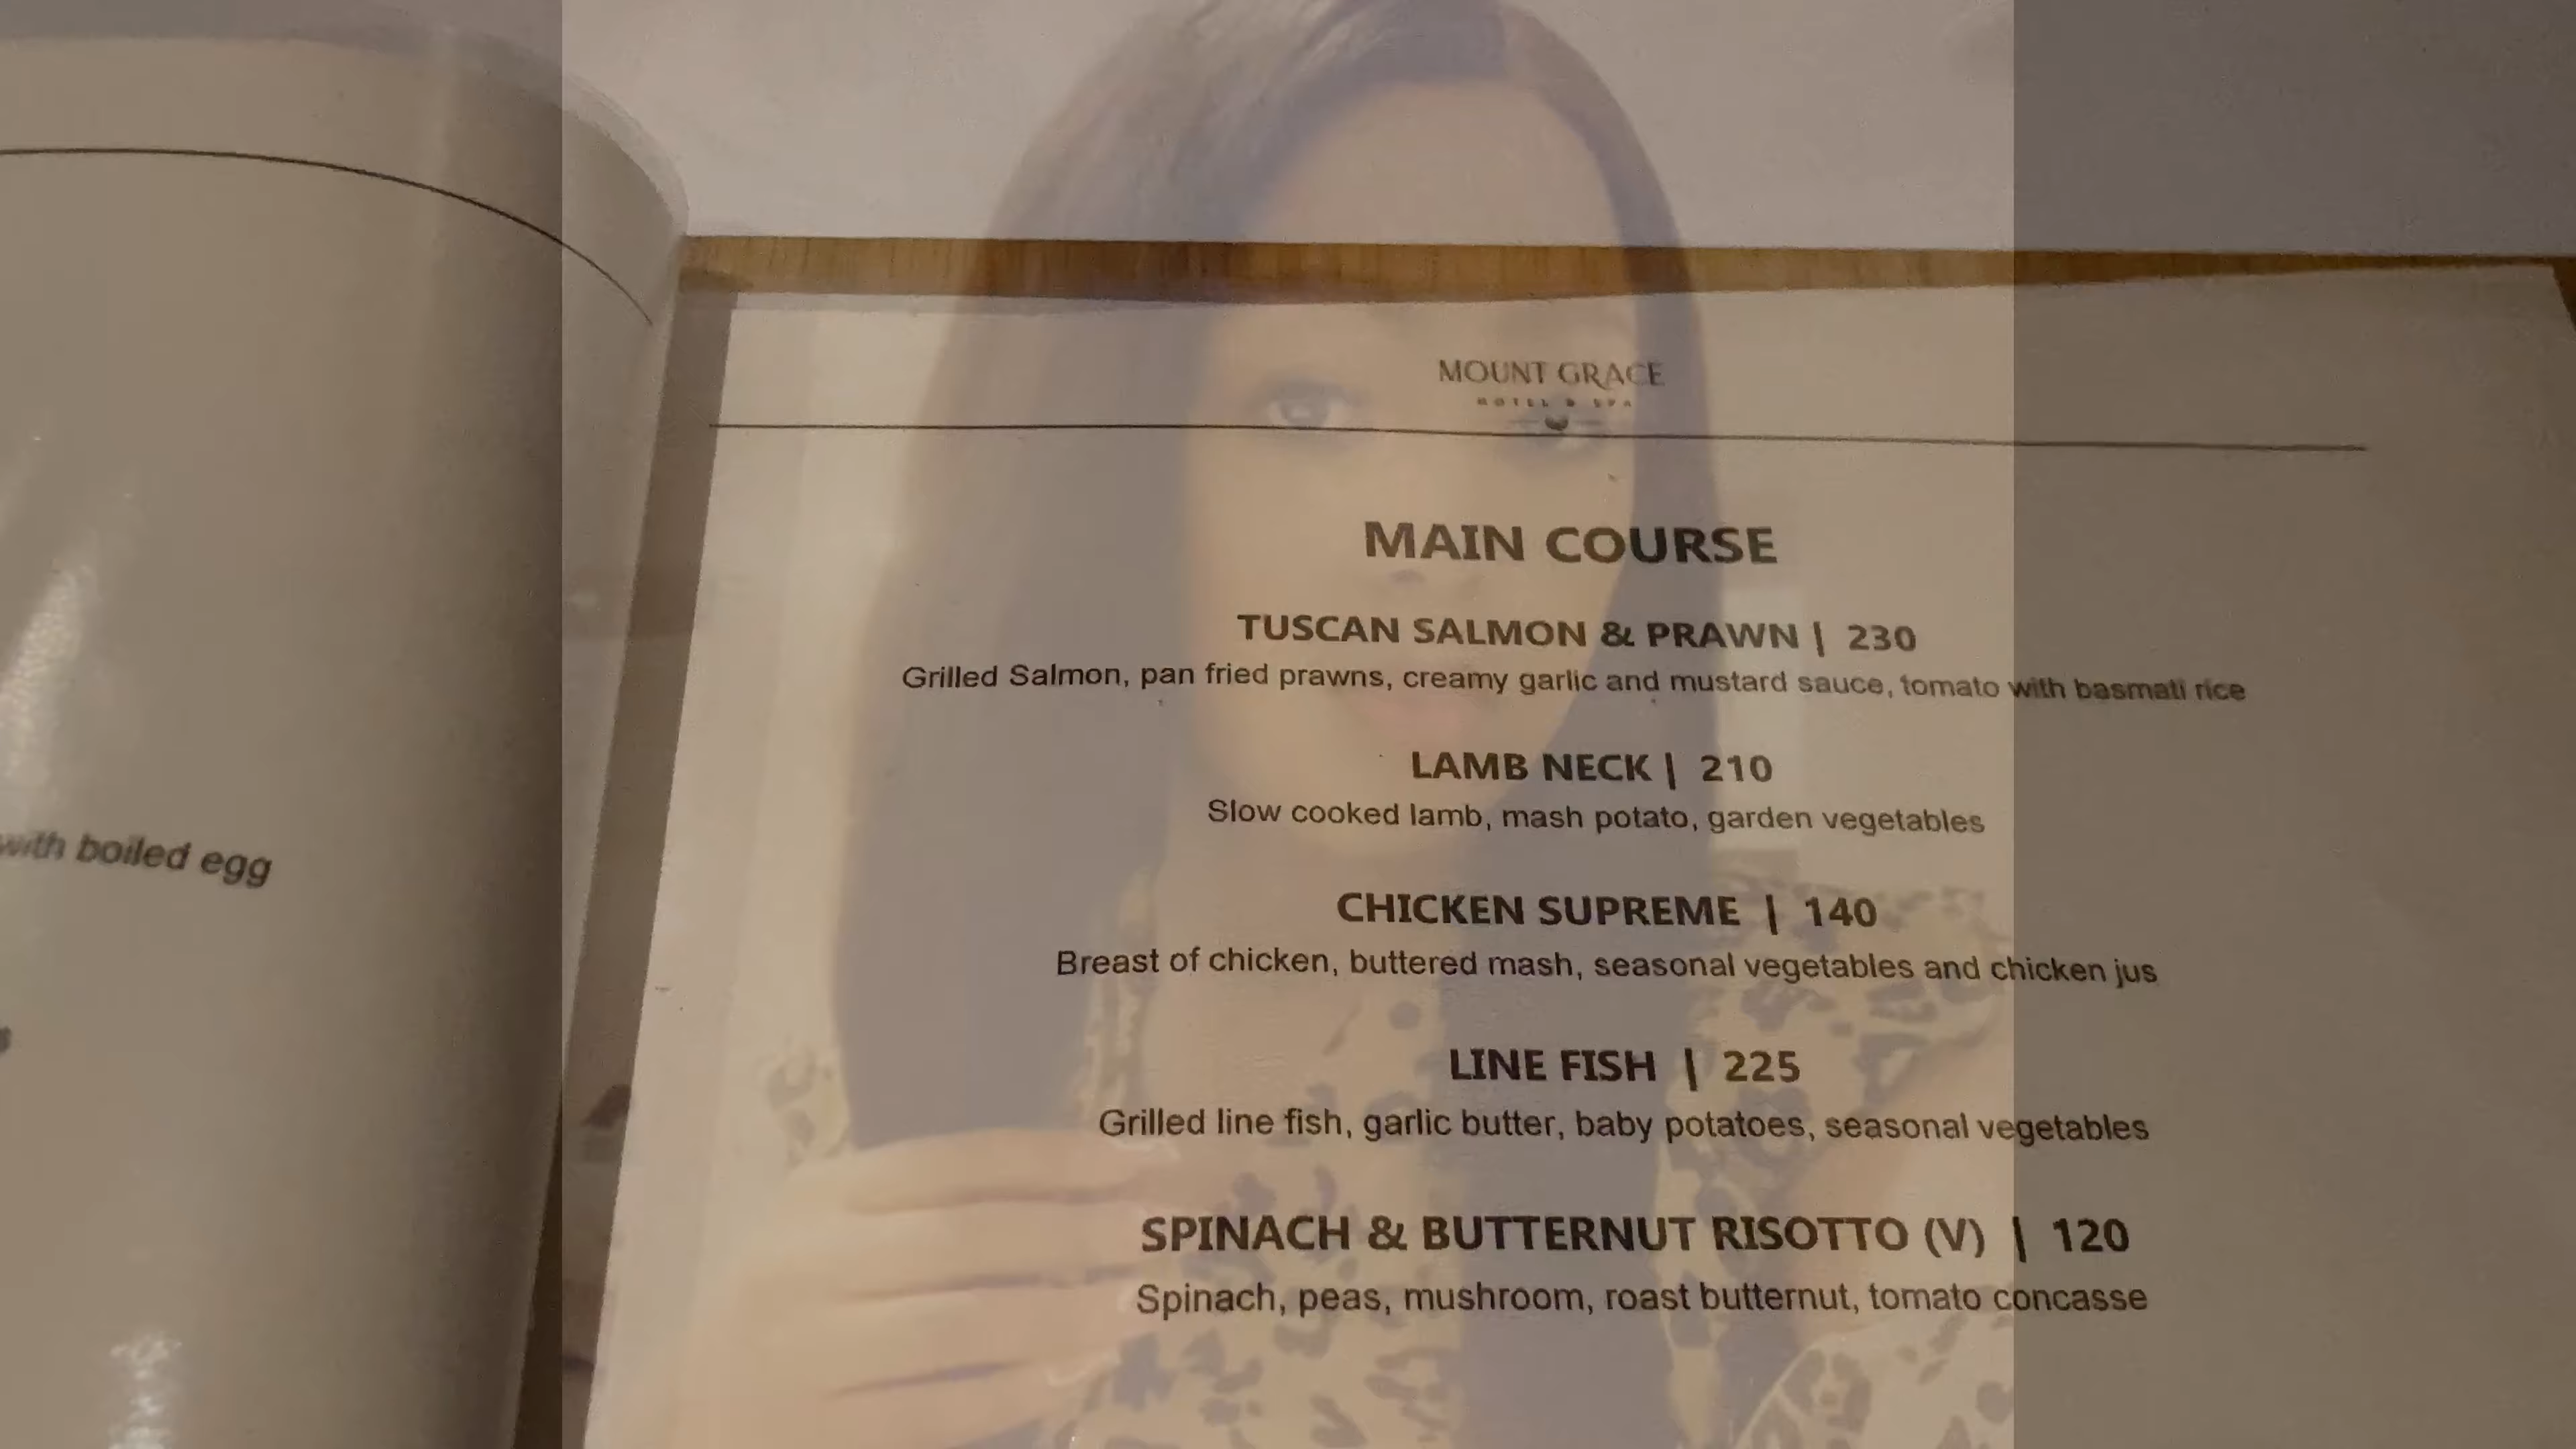 with boiled egg
MOUNT GRACE
HOTEL & SPA
MAIN COURSE
TUSCAN SALMON & PRAWN | 230
Grilled Salmon, pan fried prawns, creamy garlic and mustard sauce, tomato with basmati rice
LAMB NECK | 210
Slow cooked lamb, mash potato, garden vegetables
CHICKEN SUPREME | 140
Breast of chicken, buttered mash, seasonal vegetables and chicken jus
LINE FISH | 225
Grilled line fish, garlic butter, baby potatoes, seasonal vegetables
SPINACH & BUTTERNUT RISOTTO (V) | 120
Spinach, peas, mushroom, roast butternut, tomato concasse